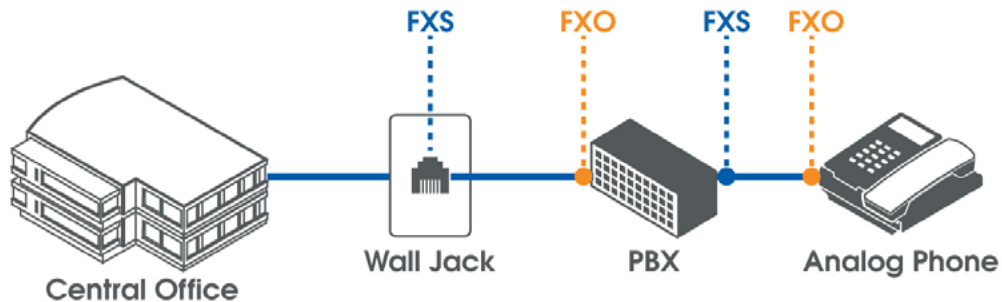 FXS FXO FXS FXO
Wall Jack PBX Analog Phone
Central Office